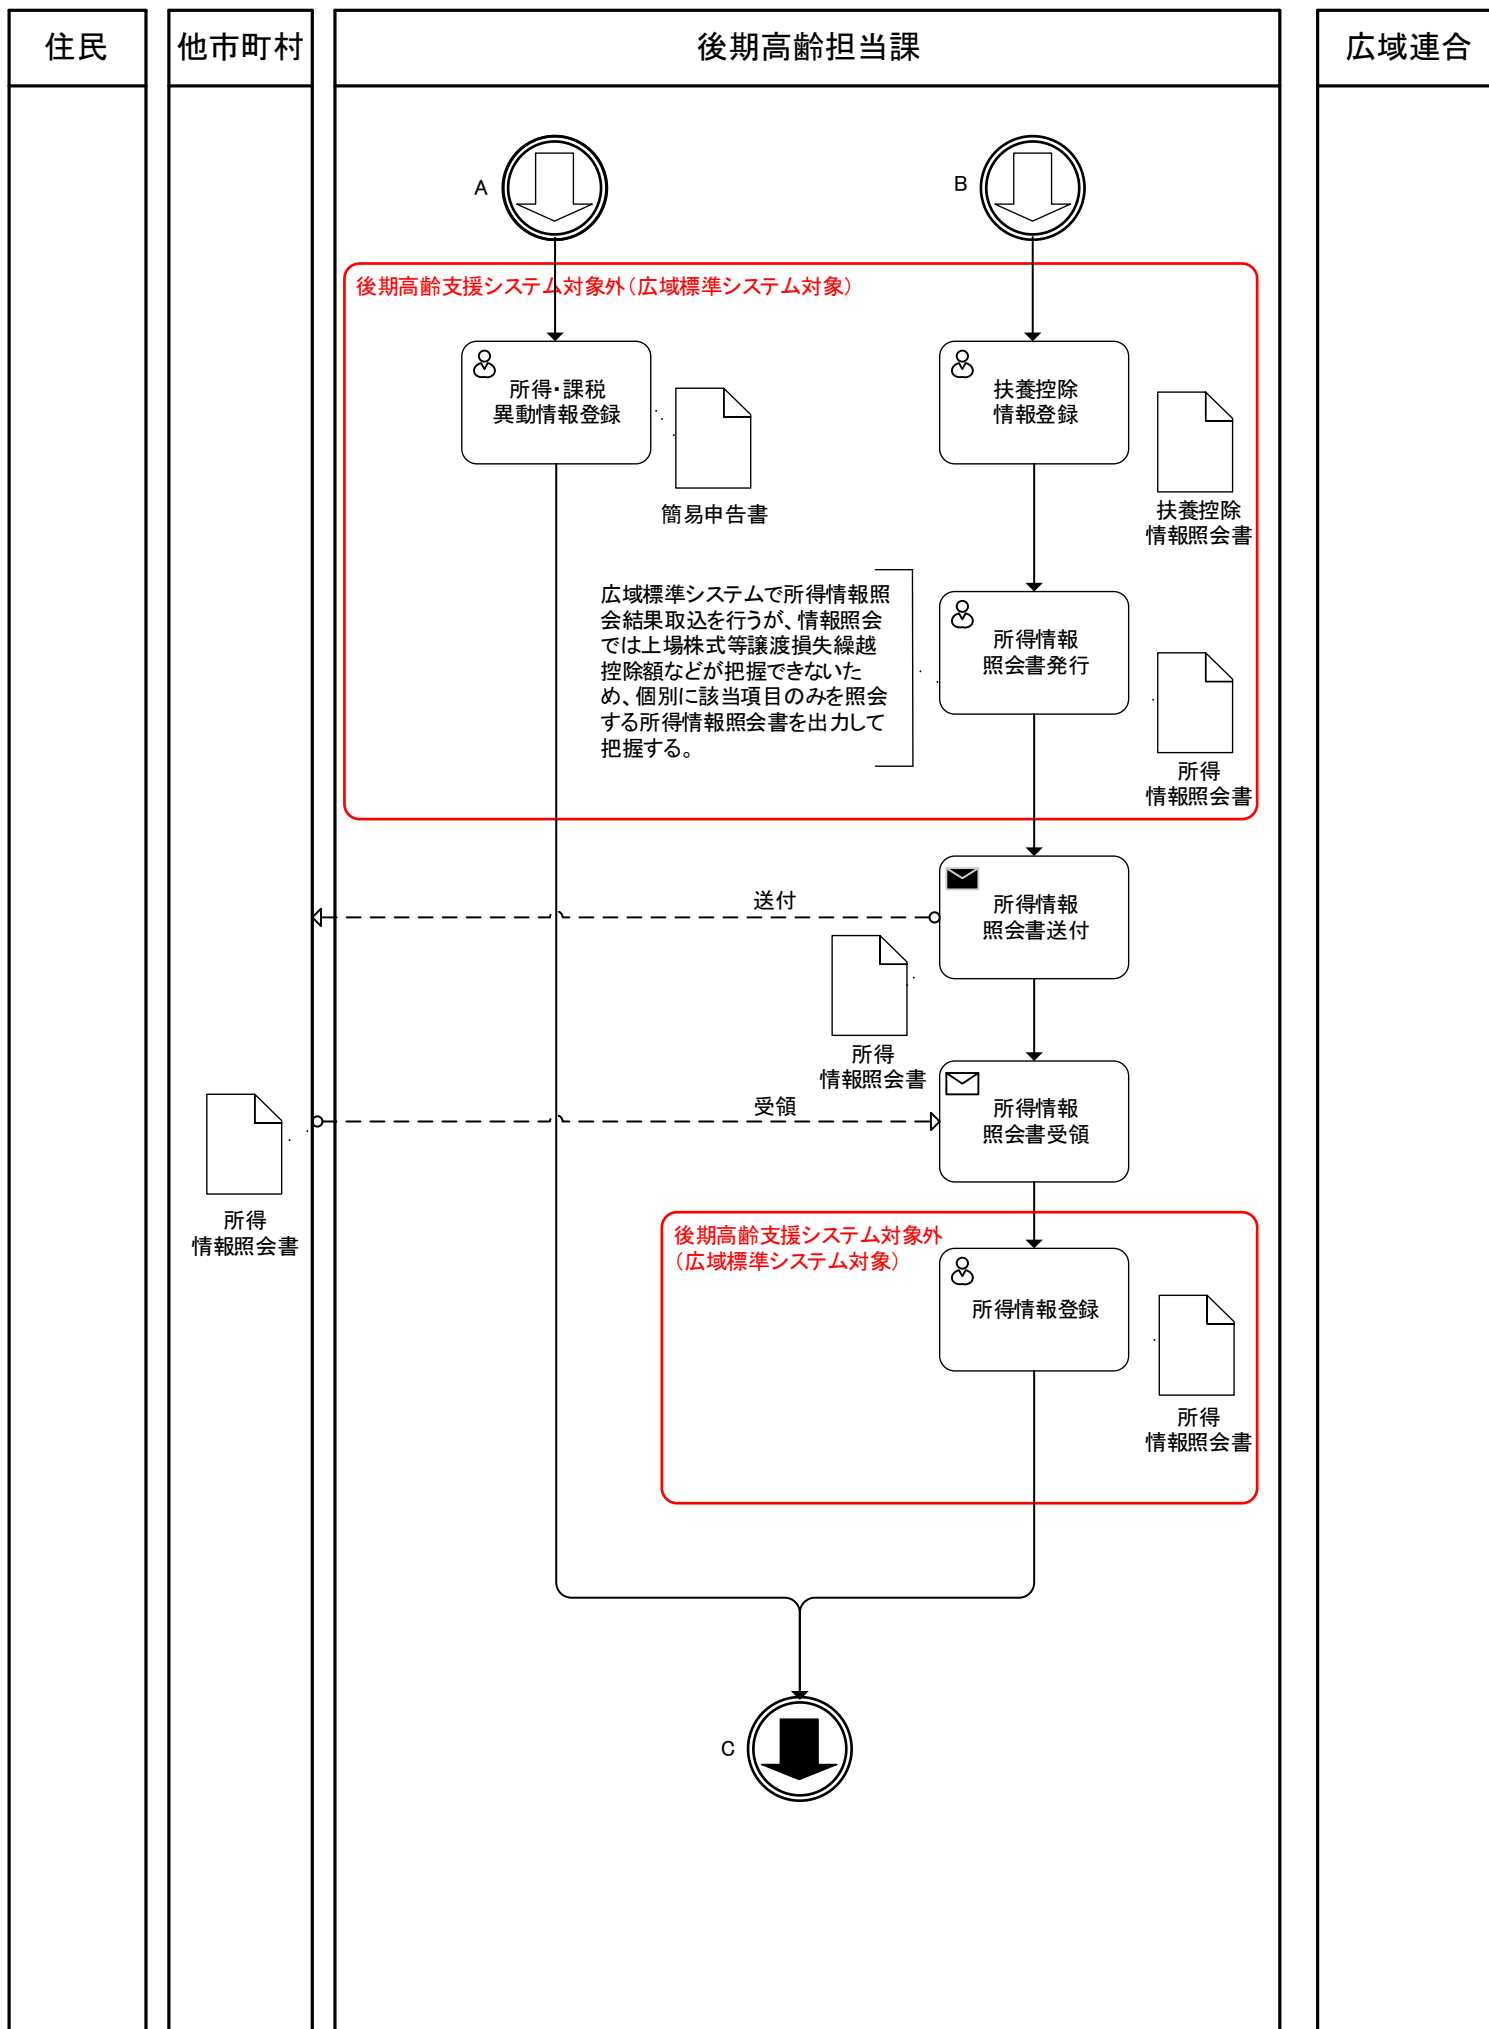 住民
他市町村
後期高齢担当課
広域連合
A
B
後期高齢支援システム対象外（広域標準システム対象）
所得・課税
異動情報登録
簡易申告書
扶養控除
情報登録
扶養控除
情報照会書
広域標準システムで所得情報照
会結果取込を行うが、情報照会
では上場株式等譲渡損失繰越
控除額などが把握できないた
め、個別に該当項目のみを照会
する所得情報照会書を出力して
把握する。
所得情報
照会書発行
所得
情報照会書
送付
所得情報
照会書送付
所得
情報照会書
受領
所得情報
照会書受領
所得
情報照会書
後期高齢支援システム対象外
（広域標準システム対象）
所得情報登録
所得
情報照会書
C